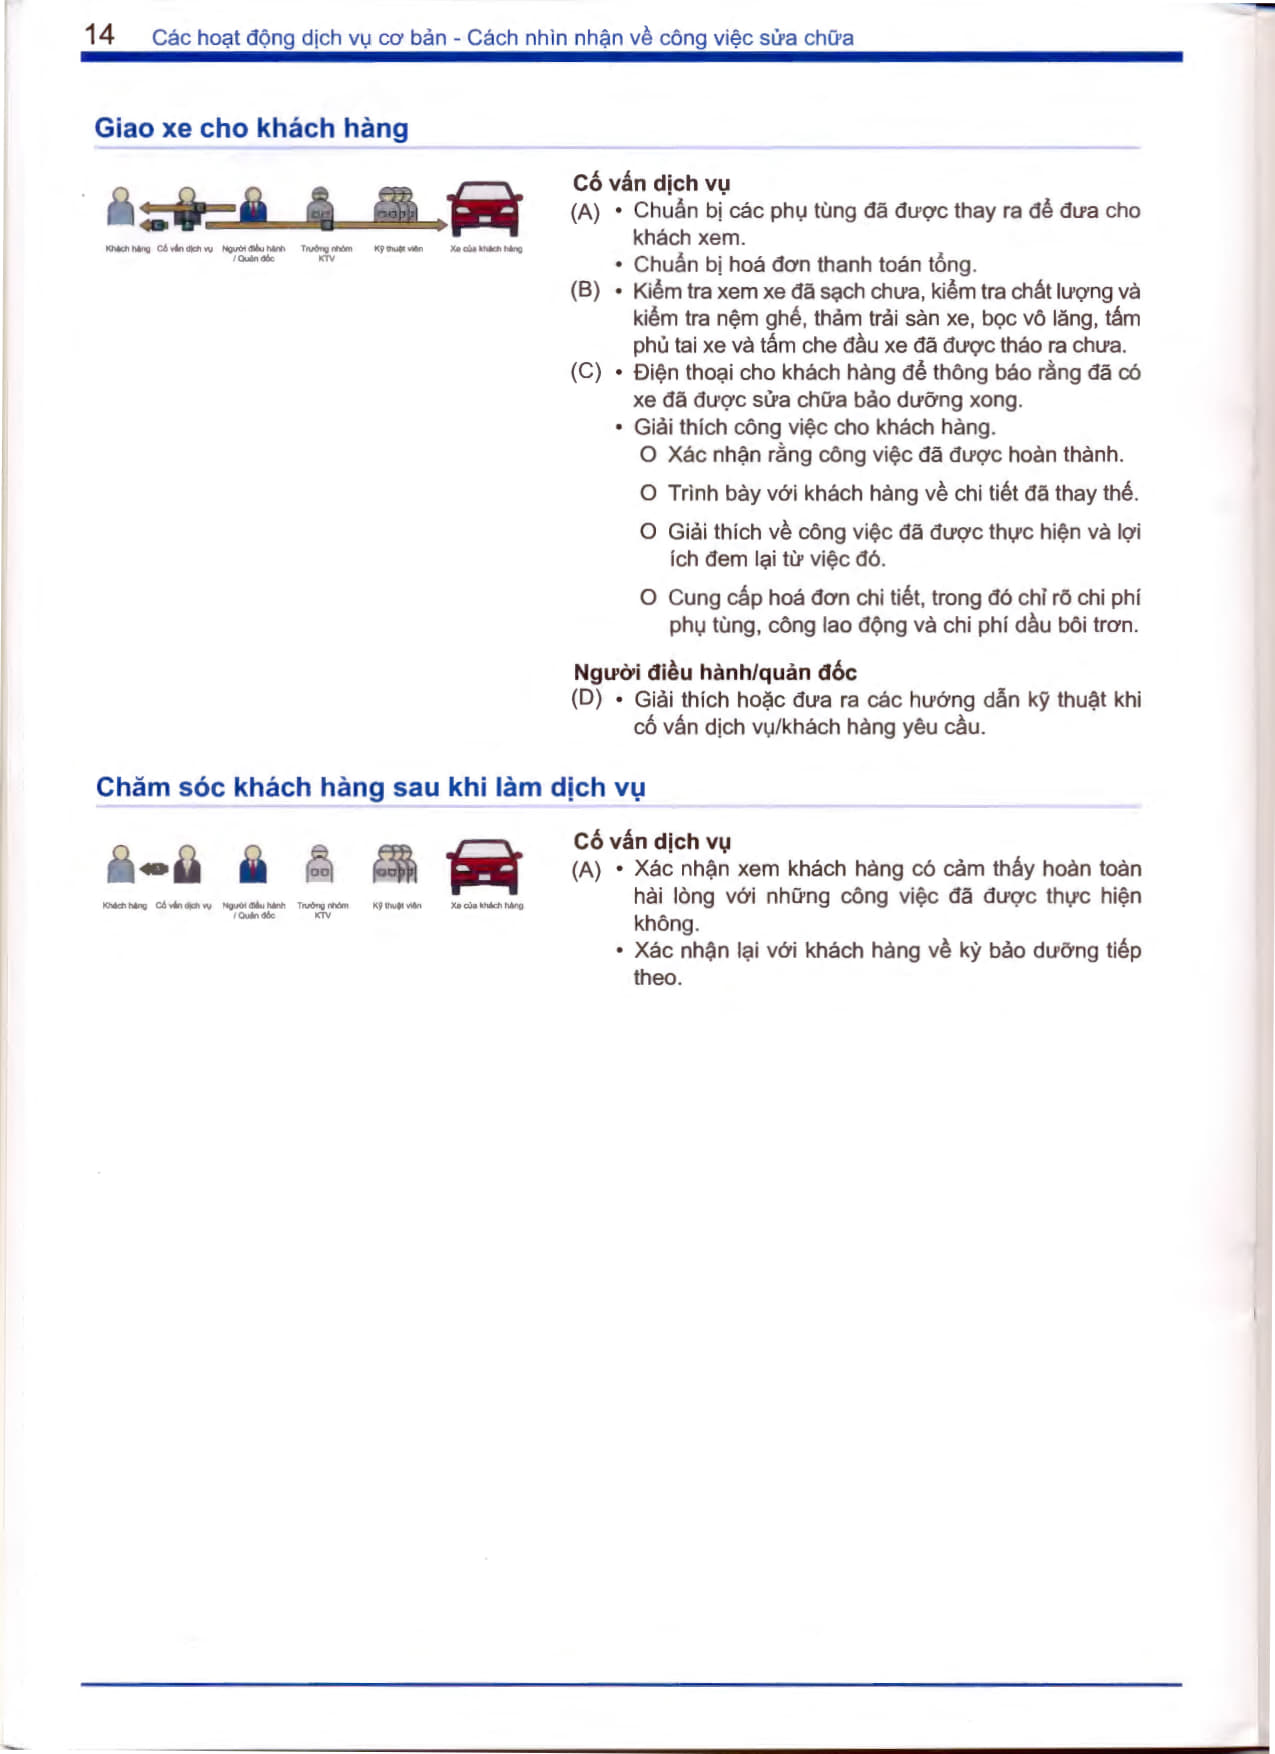 14 Các hoạt động dịch vụ cơ bản - Cách nhìn nhận về công việc sửa chữa
Giao xe cho khách hàng
Khách hàng Cố vấn dịch vụ Người điều hành Trưởng nhóm Kỹ thuật viên Xe của khách hàng
/ Quản đốc KTV
Cố vấn dịch vụ
(A) • Chuẩn bị các phụ tùng đã được thay ra để đưa cho
khách xem.
• Chuẩn bị hoá đơn thanh toán tổng.
(B) • Kiểm tra xem xe đã sạch chưa, kiểm tra chất lượng và
kiểm tra nệm ghế, thảm trải sàn xe, bọc vô lăng, tấm
phủ tai xe và tấm che đầu xe đã được tháo ra chưa.
(C) • Điện thoại cho khách hàng để thông báo rằng đã có
xe đã được sửa chữa bảo dưỡng xong.
• Giải thích công việc cho khách hàng.
O Xác nhận rằng công việc đã được hoàn thành.
O Trình bày với khách hàng về chi tiết đã thay thế.
O Giải thích về công việc đã được thực hiện và lợi
ích đem lại từ việc đó.
O Cung cấp hoá đơn chi tiết, trong đó chỉ rõ chi phí
phụ tùng, công lao động và chi phí dầu bôi trơn.
Người điều hành/quản đốc
(D) • Giải thích hoặc đưa ra các hướng dẫn kỹ thuật khi
cố vấn dịch vụ/khách hàng yêu cầu.
Chăm sóc khách hàng sau khi làm dịch vụ
Khách hàng Cố vấn dịch vụ Người điều hành Trưởng nhóm Kỹ thuật viên Xe của khách hàng
/ Quản đốc KTV
Cố vấn dịch vụ
(A) • Xác nhận xem khách hàng có cảm thấy hoàn toàn
hài lòng với những công việc đã được thực hiện
không.
• Xác nhận lại với khách hàng về kỳ bảo dưỡng tiếp
theo.